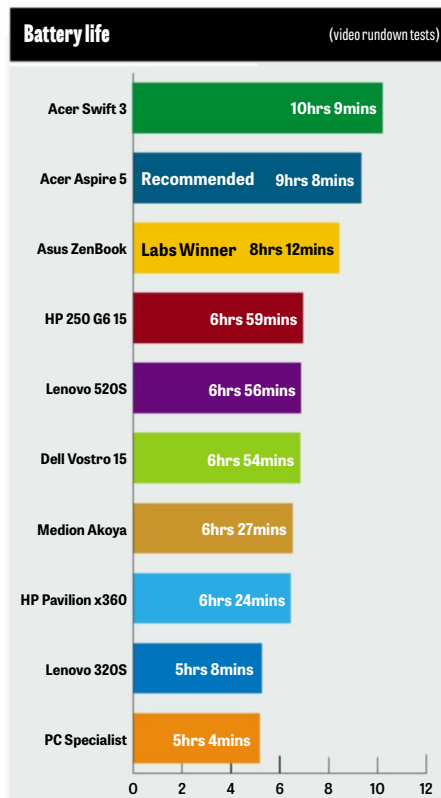 Battery life (video rundown tests)
Acer Swift 3 10hrs 9mins
Acer Aspire 5 Recommended 9hrs 8mins
Asus ZenBook Labs Winner 8hrs 12mins
HP 250 G6 15 6hrs 59mins
Lenovo 520S 6hrs 56mins
Dell Vostro 15 6hrs 54mins
Medion Akoya 6hrs 27mins
HP Pavilion x360 6hrs 24mins
Lenovo 320S 5hrs 8mins
PC Specialist 5hrs 4mins
0 2 4 6 8 10 12